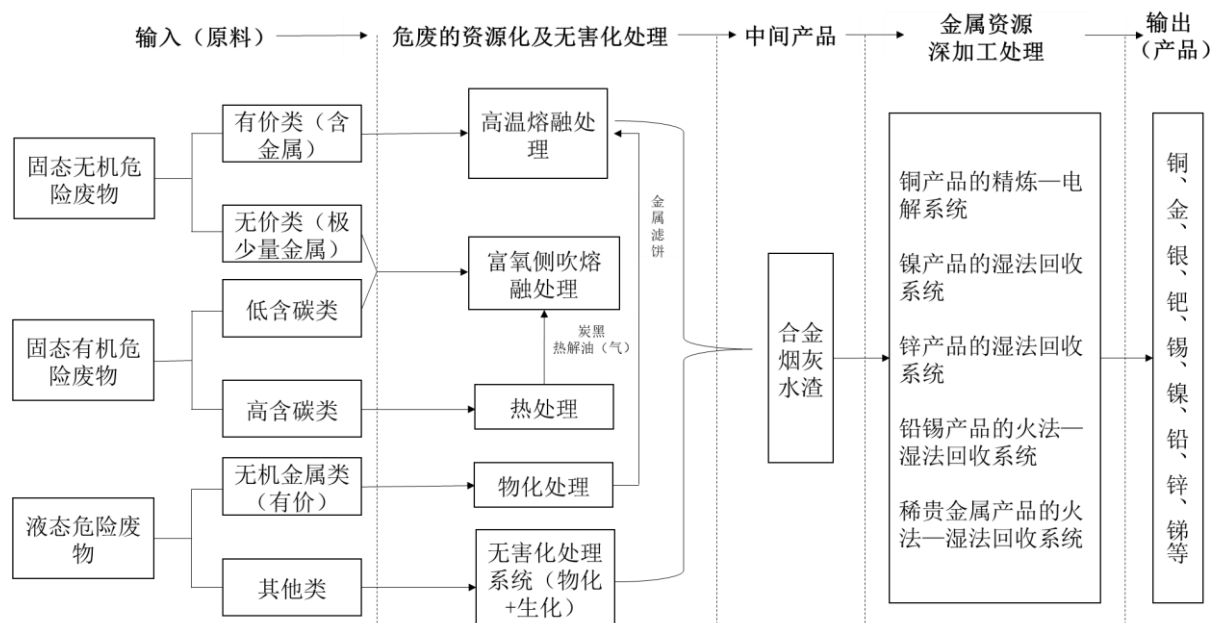 输入（原料）
危废的资源化及无害化处理
中间产品
金属资源
深加工处理
输出
（产品）
固态无机危
险废物
有价类（含
金属）
无价类（极
少量金属）
固态有机危
险废物
低含碳类
高含碳类
液态危险废
物
无机金属类
（有价）
其他类
高温熔融处
理
富氧侧吹熔
融处理
炭黑
热解油（气）
热处理
物化处理
无害化处理
系统（物化
+生化）
金属滤饼
合金
烟灰
水渣
铜产品的精炼—电
解系统
镍产品的湿法回收
系统
锌产品的湿法回收
系统
铅锡产品的火法—
湿法回收系统
稀贵金属产品的火
法—湿法回收系统
铜、金、银、钯、锡、镍、铅、锌、锑等